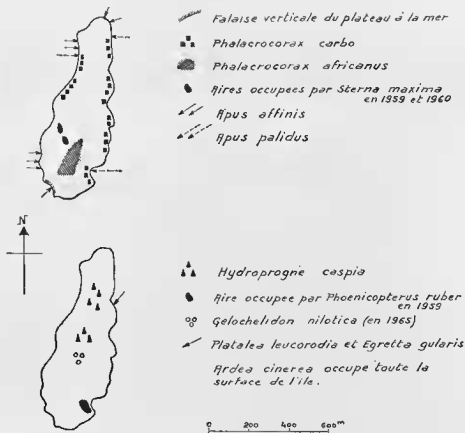 Falaise verticale du plateau à la mer
Phalacrocorax carbo
Phalacrocorax africanus
Aires occupées par Sterna maxima
en 1959 et 1960
Apus affinis
Apus palidus
N
Hydroprogne caspia
Aire occupée par Phoenicopterus ruber
en 1959
Gelochelidon nilotica (en 1965)
Platalea leucorodia et Egretta gularis
Ardea cinerea occupe toute la
surface de l'ile.
0 200 400 600m